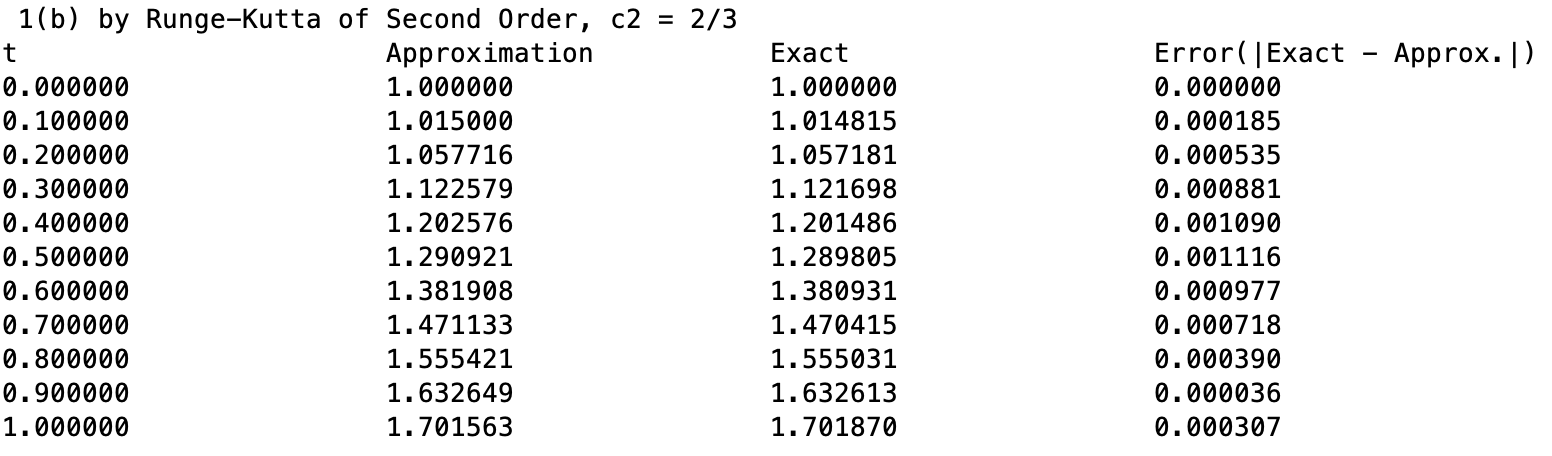 1(b) by Runge-Kutta of Second Order, c2 = 2/3
t Approximation Exact Error(|Exact - Approx.|)
0.000000 1.000000 1.000000 0.000000
0.100000 1.015000 1.014815 0.000185
0.200000 1.057716 1.057181 0.000535
0.300000 1.122579 1.121698 0.000881
0.400000 1.202576 1.201486 0.001090
0.500000 1.290921 1.289805 0.001116
0.600000 1.381908 1.380931 0.000977
0.700000 1.471133 1.470415 0.000718
0.800000 1.555421 1.555031 0.000390
0.900000 1.632649 1.632613 0.000036
1.000000 1.701563 1.701870 0.000307